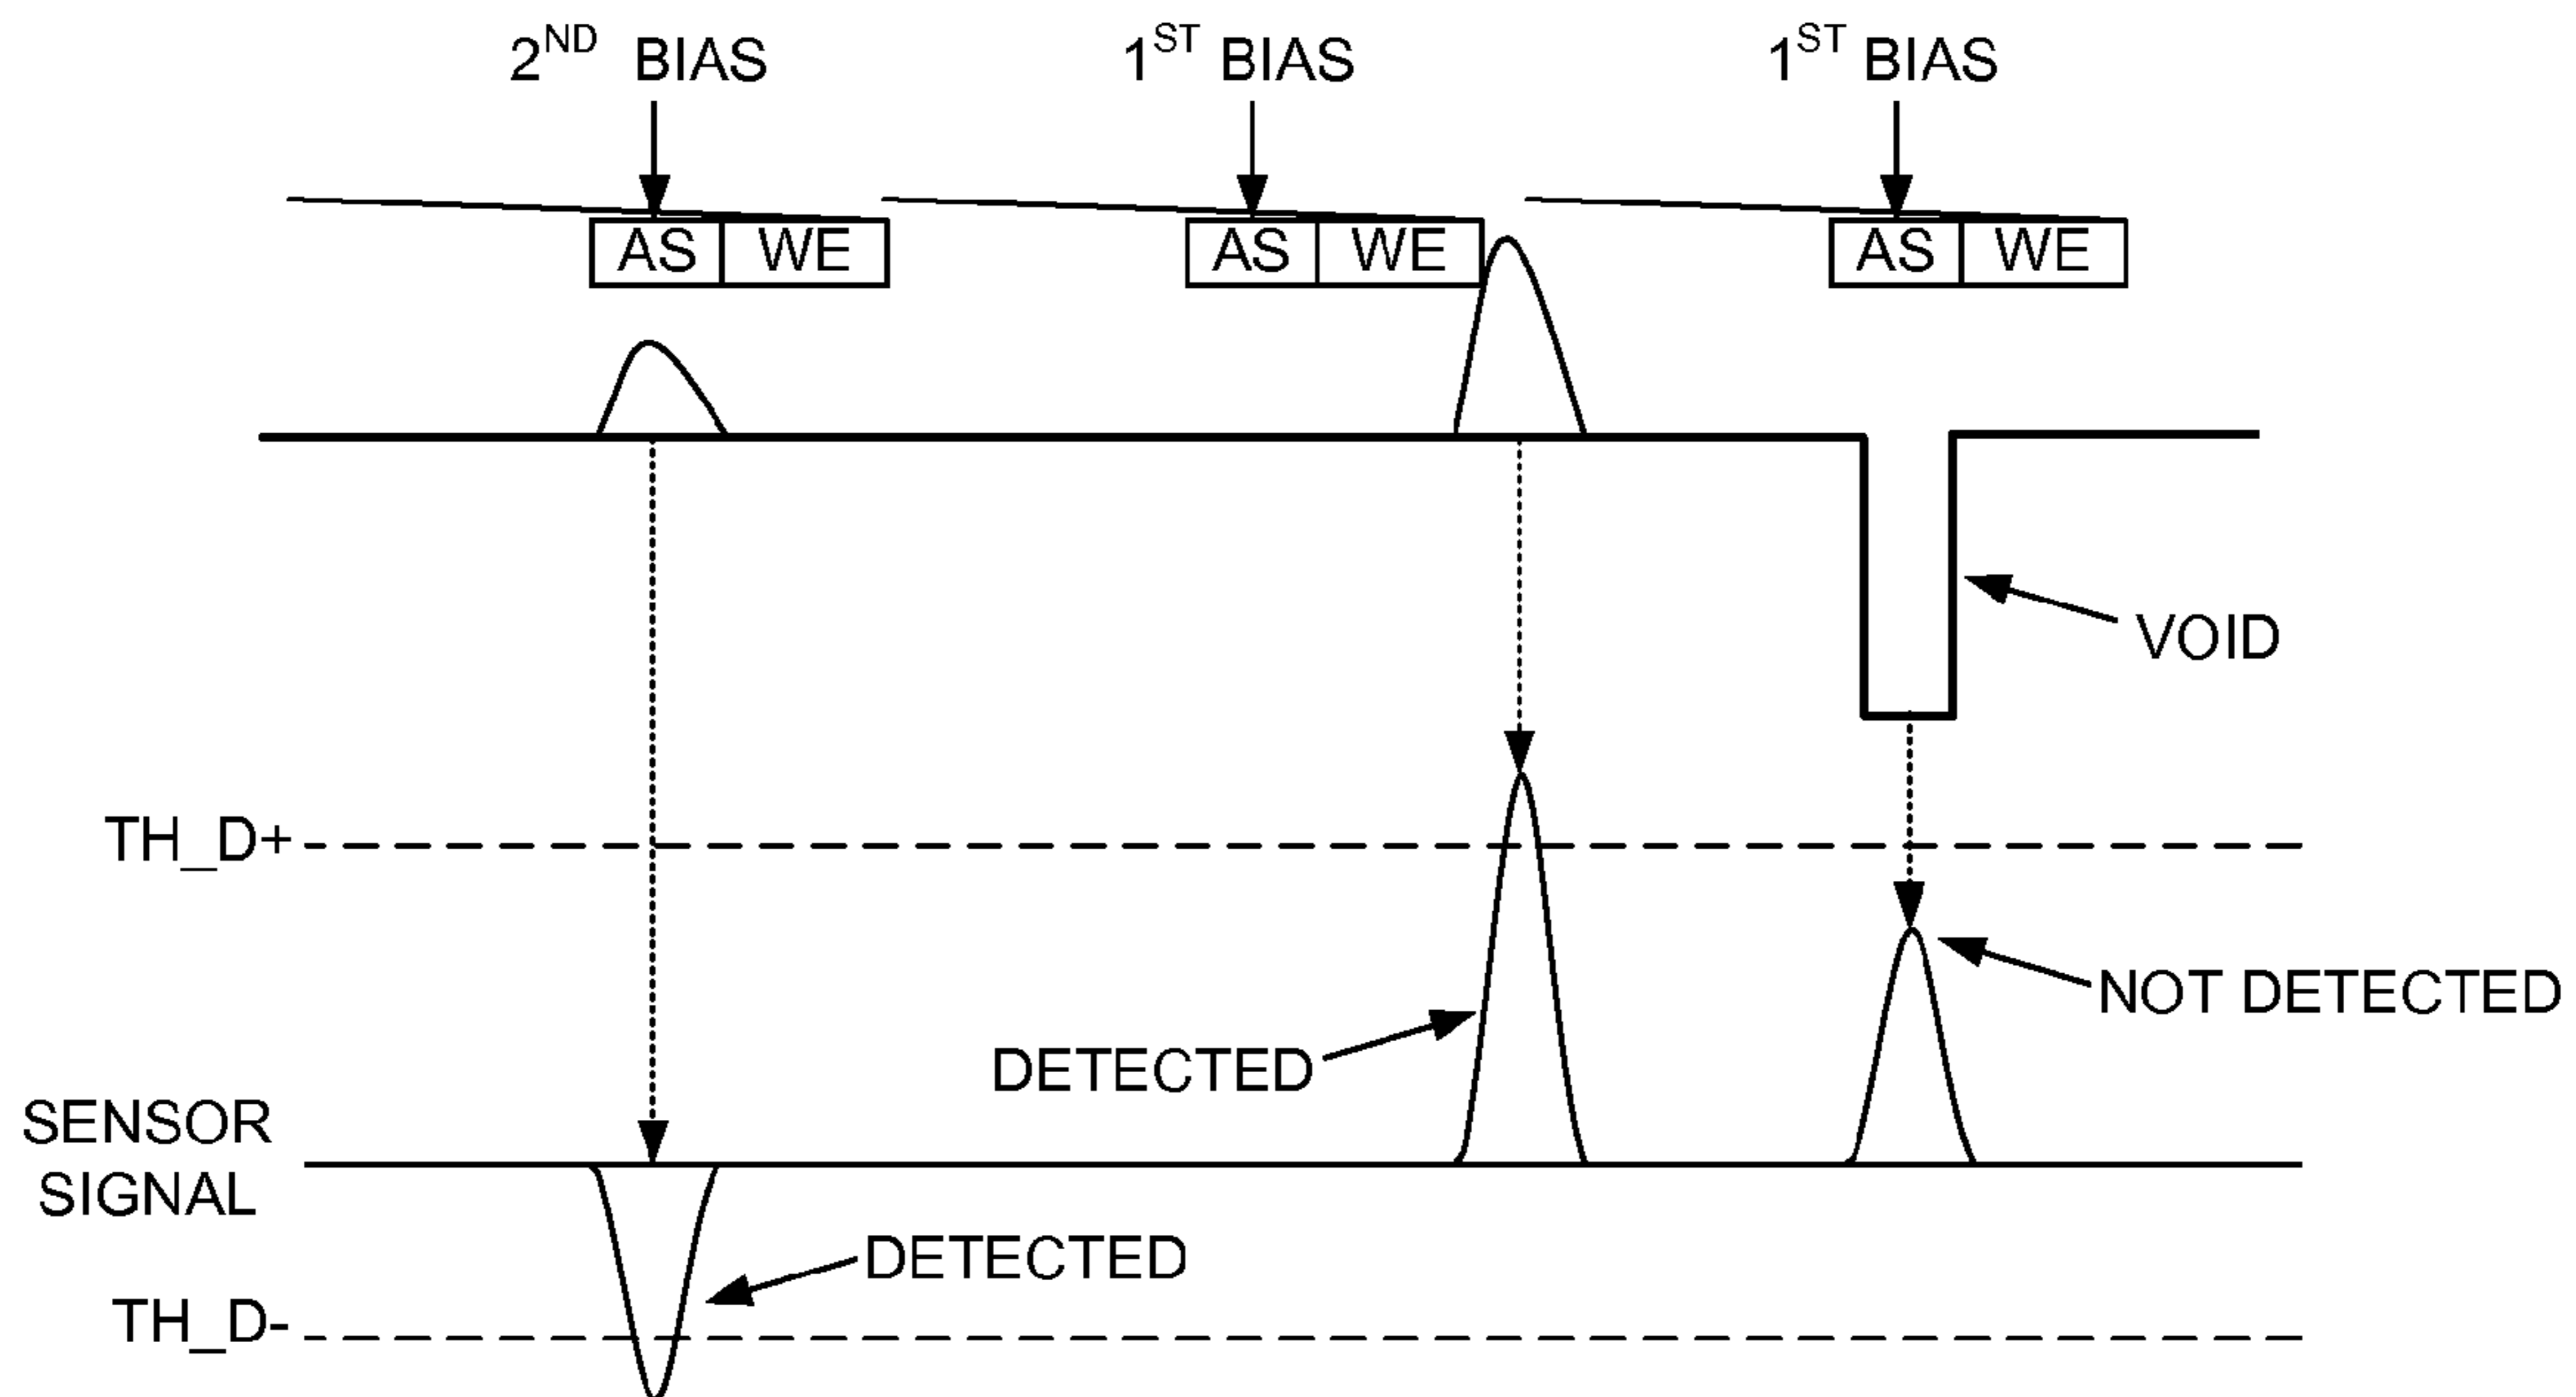 2ND BIAS
1ST BIAS
1ST BIAS
AS WE
AS WE
AS WE
VOID
TH_D+
NOT DETECTED
DETECTED
SENSOR
SIGNAL
DETECTED
TH_D-